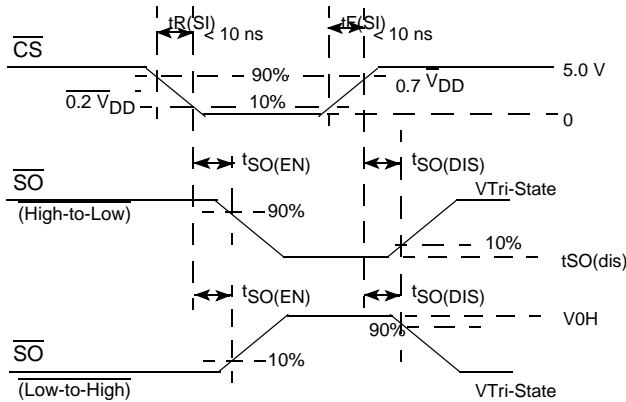 tR(SI) tF(SI)
< 10 ns < 10 ns
CS
90% 5.0 V
0.2 VDD 10% 0.7 VDD
0
tSO(EN) tSO(DIS)
SO VTri-State
(High-to-Low) 90%
10%
tSO(dis)
tSO(EN) tSO(DIS)
V0H
90%
SO
10%
(Low-to-High) VTri-State